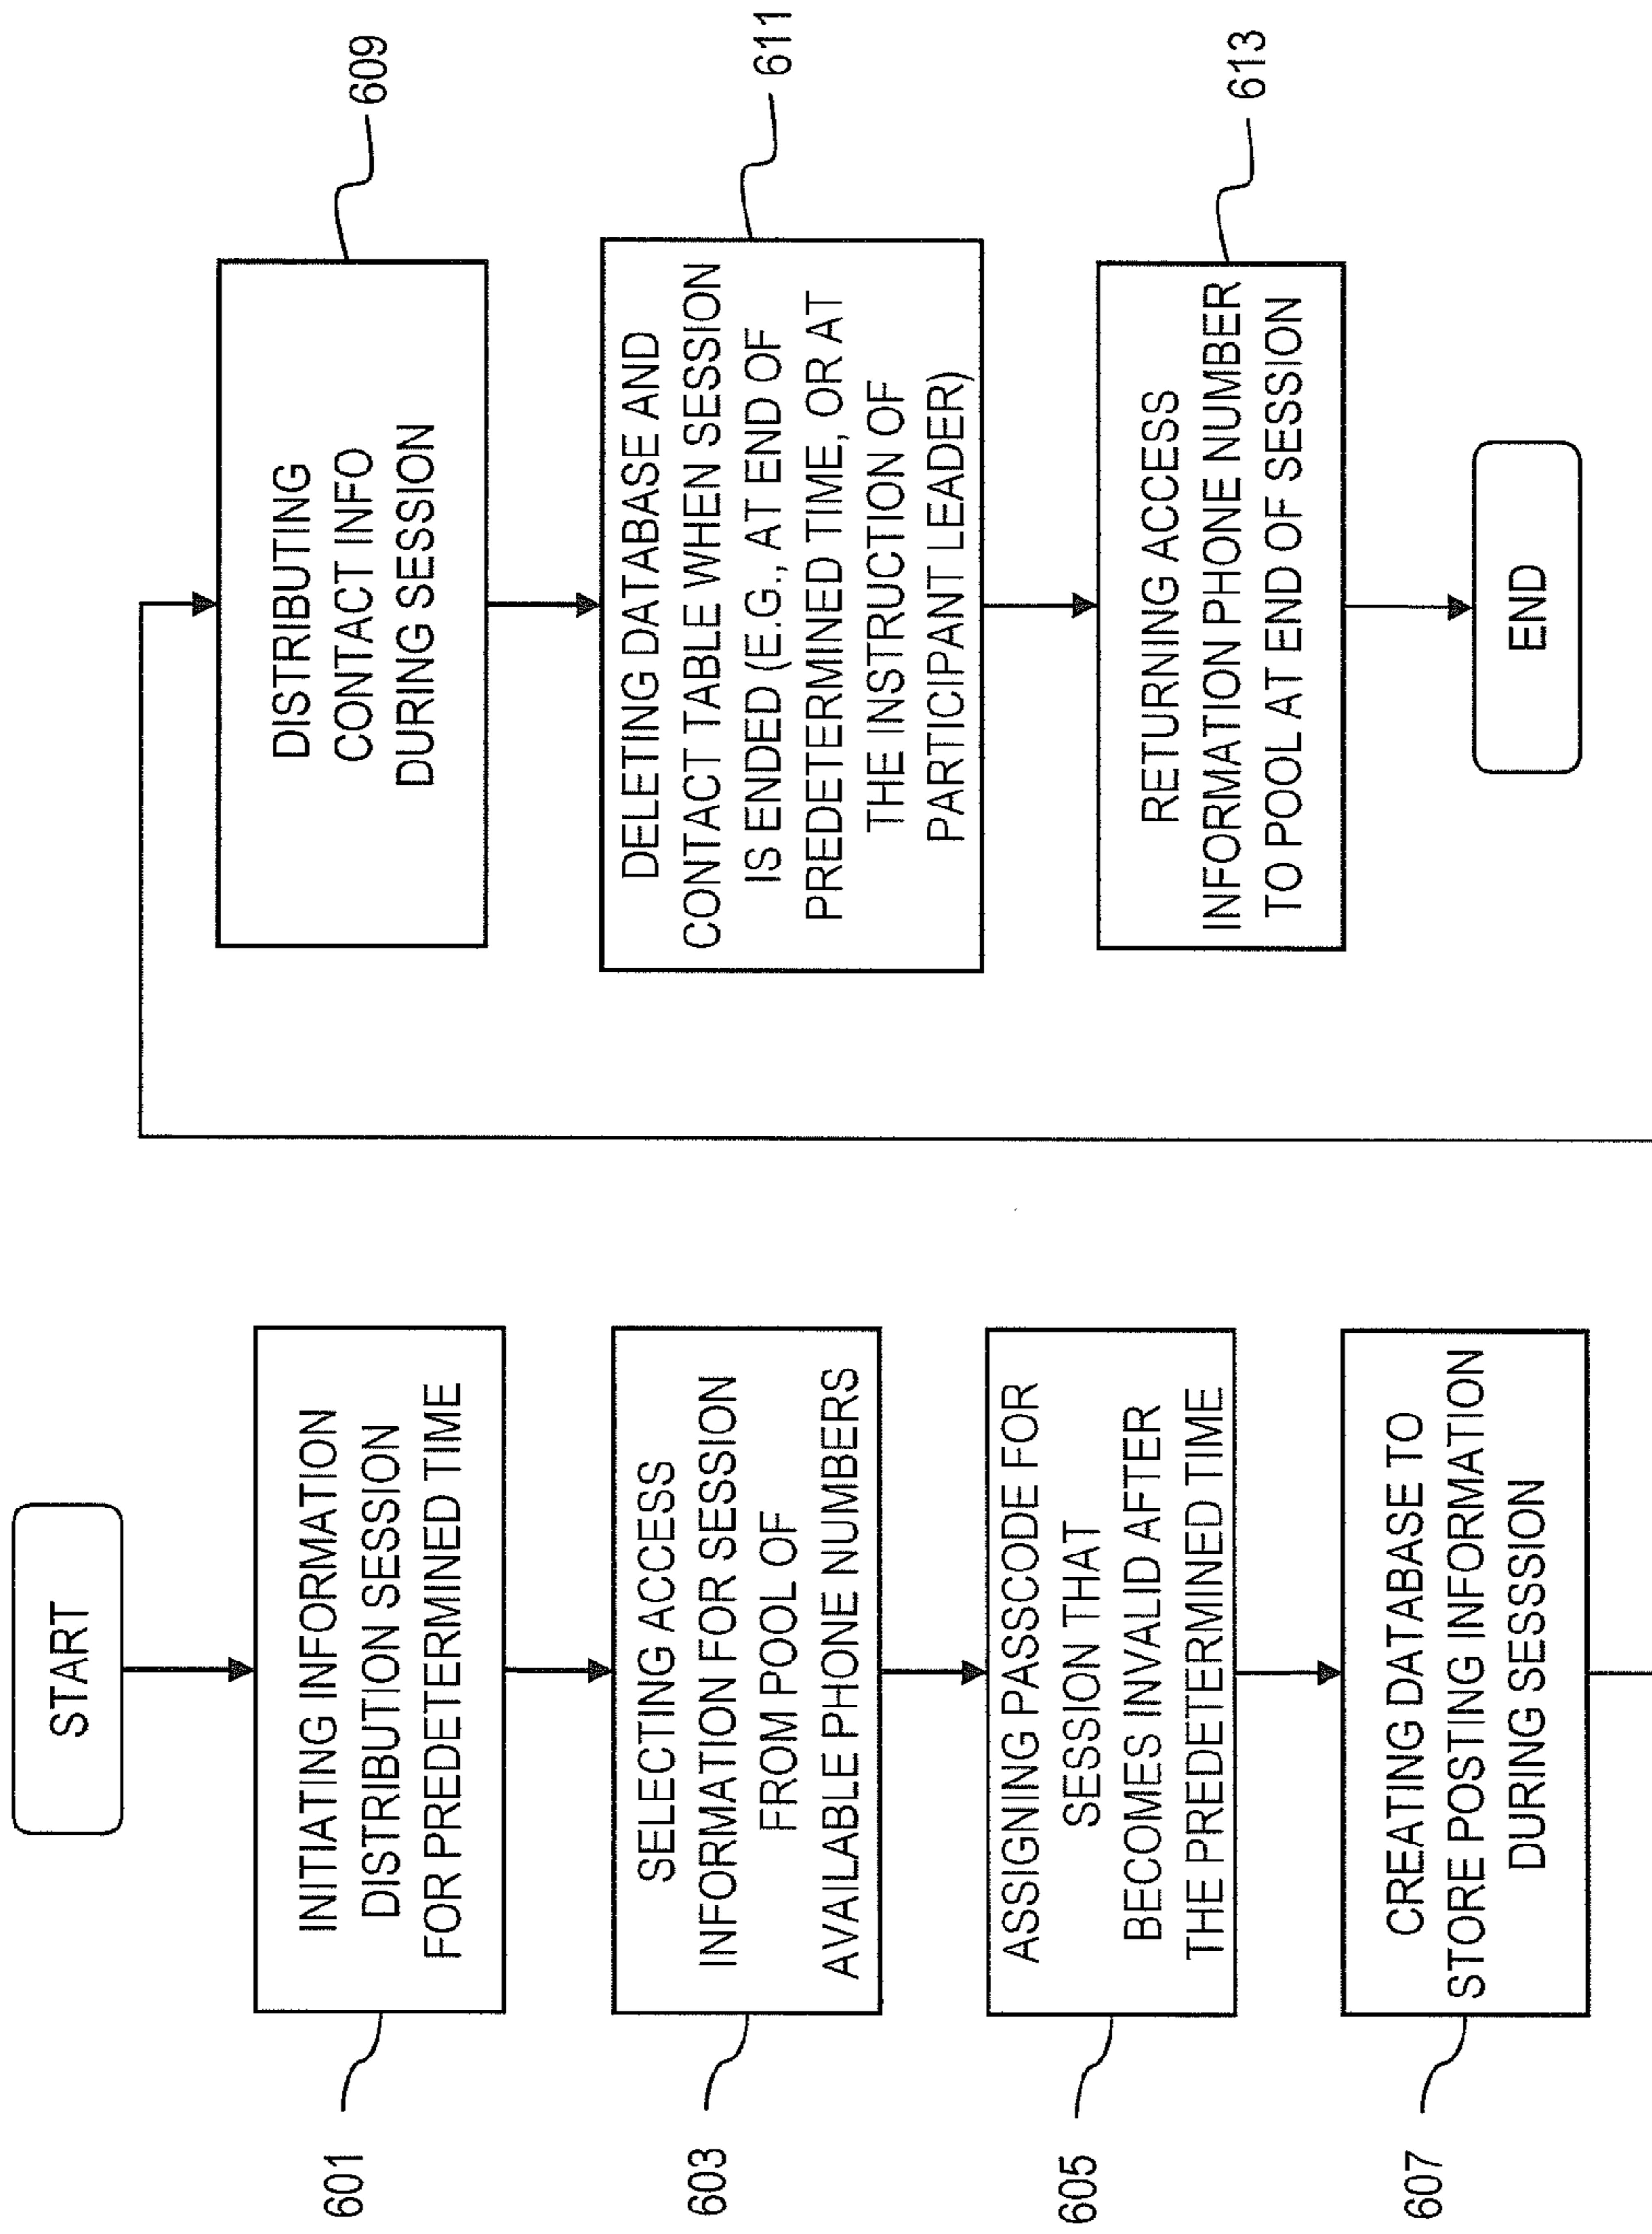 START
INITIATING INFORMATION
DISTRIBUTION SESSION
FOR PREDETERMINED TIME
601
SELECTING ACCESS
INFORMATION FOR SESSION
FROM POOL OF
AVAILABLE PHONE NUMBERS
603
ASSIGNING PASSCODE FOR
SESSION THAT
BECOMES INVALID AFTER
THE PREDETERMINED TIME
605
CREATING DATABASE TO
STORE POSTING INFORMATION
DURING SESSSION
607
DISTRIBUTING
CONTACT INFO
DURING SESSION
609
DELETING DATABASE AND
CONTACT TABLE WHEN SESSION
IS ENDED (E.G., AT END OF
PREDETERMINED TIME, OR AT
THE INSTRUCTION OF
PARTICIPANT LEADER)
611
RETURNING ACCESS
INFORMATION PHONE NUMBER
TO POOL AT END OF SESSION
613
END